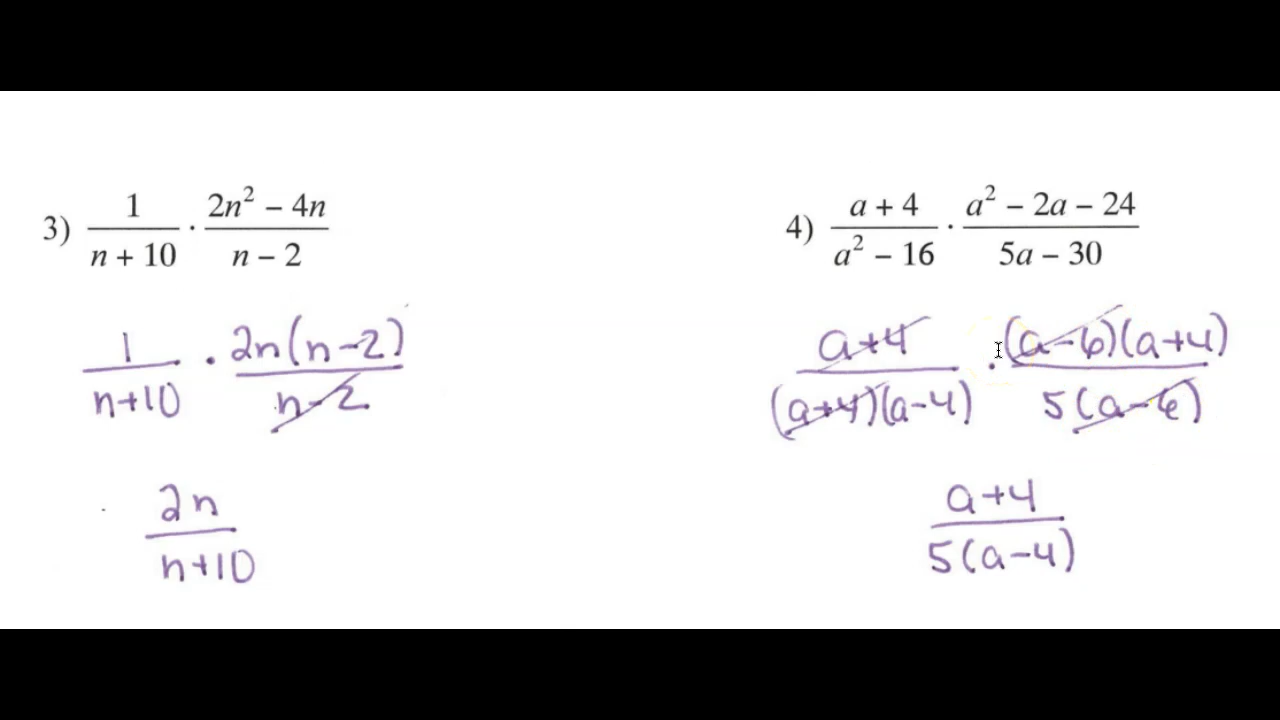 3) 1/(n + 10) · (2n² − 4n)/(n − 2)
1/(n+10) · 2n(n−2)/(n−2)
2n/(n+10)
4) (a + 4)/(a² − 16) · (a² − 2a − 24)/(5a − 30)
(a+4)/((a+4)(a−4)) · (a−6)(a+4)/(5(a−6))
(a+4)/(5(a−4))